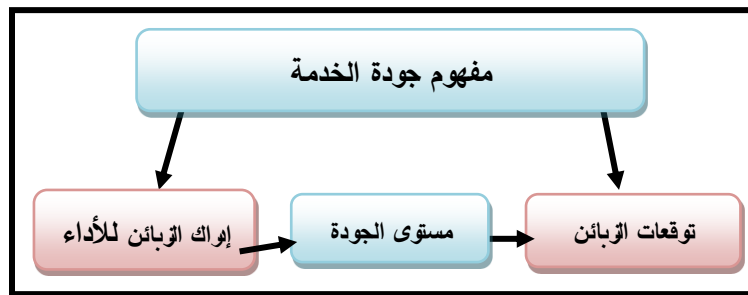 مفهوم جودة الخدمة
توقعات الزبائن
مستوى الجودة
إدراك الزبائن للأداء